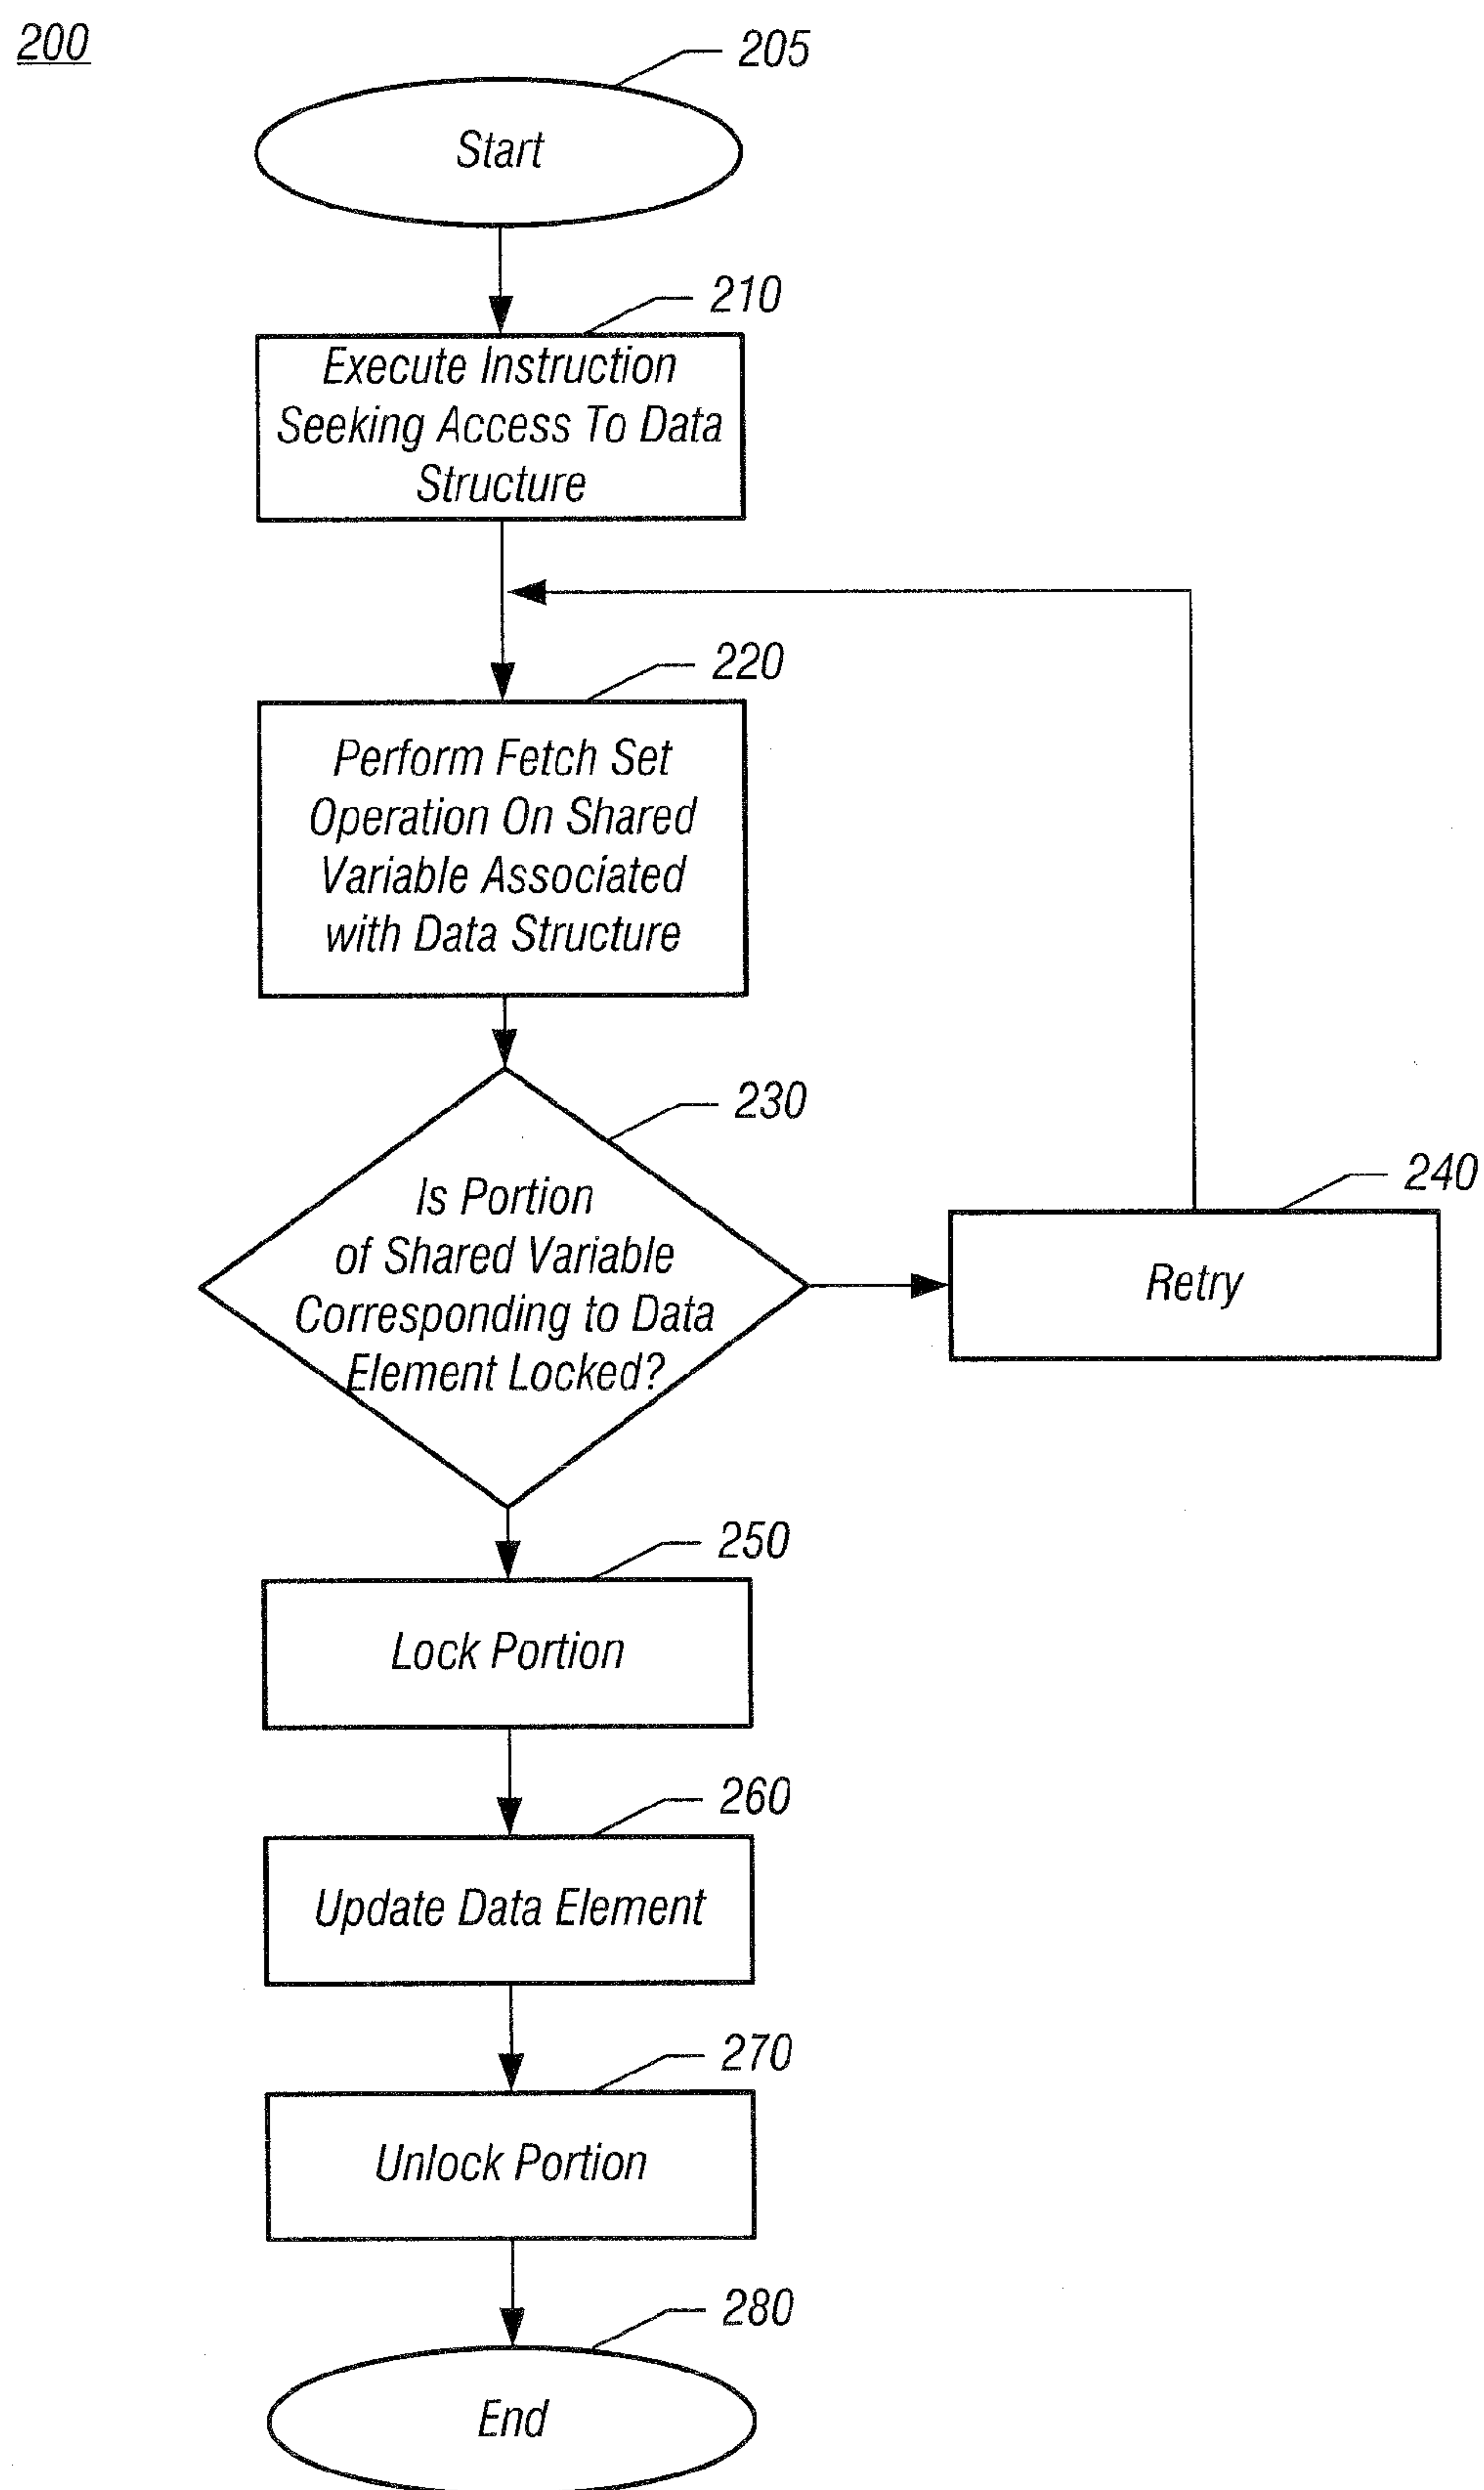 200
205
Start
210
Execute Instruction
Seeking Access To Data
Structure
220
Perform Fetch Set
Operation On Shared
Variable Associated
with Data Structure
230
Is Portion
of Shared Variable
Corresponding to Data
Element Locked?
240
Retry
250
Lock Portion
260
Update Data Element
270
Unlock Portion
280
End